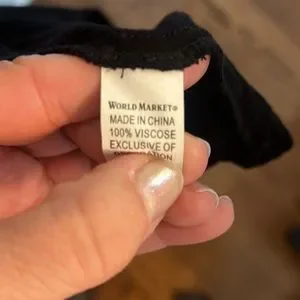 WORLD MARKET®
MADE IN CHINA
100% VISCOSE
EXCLUSIVE OF